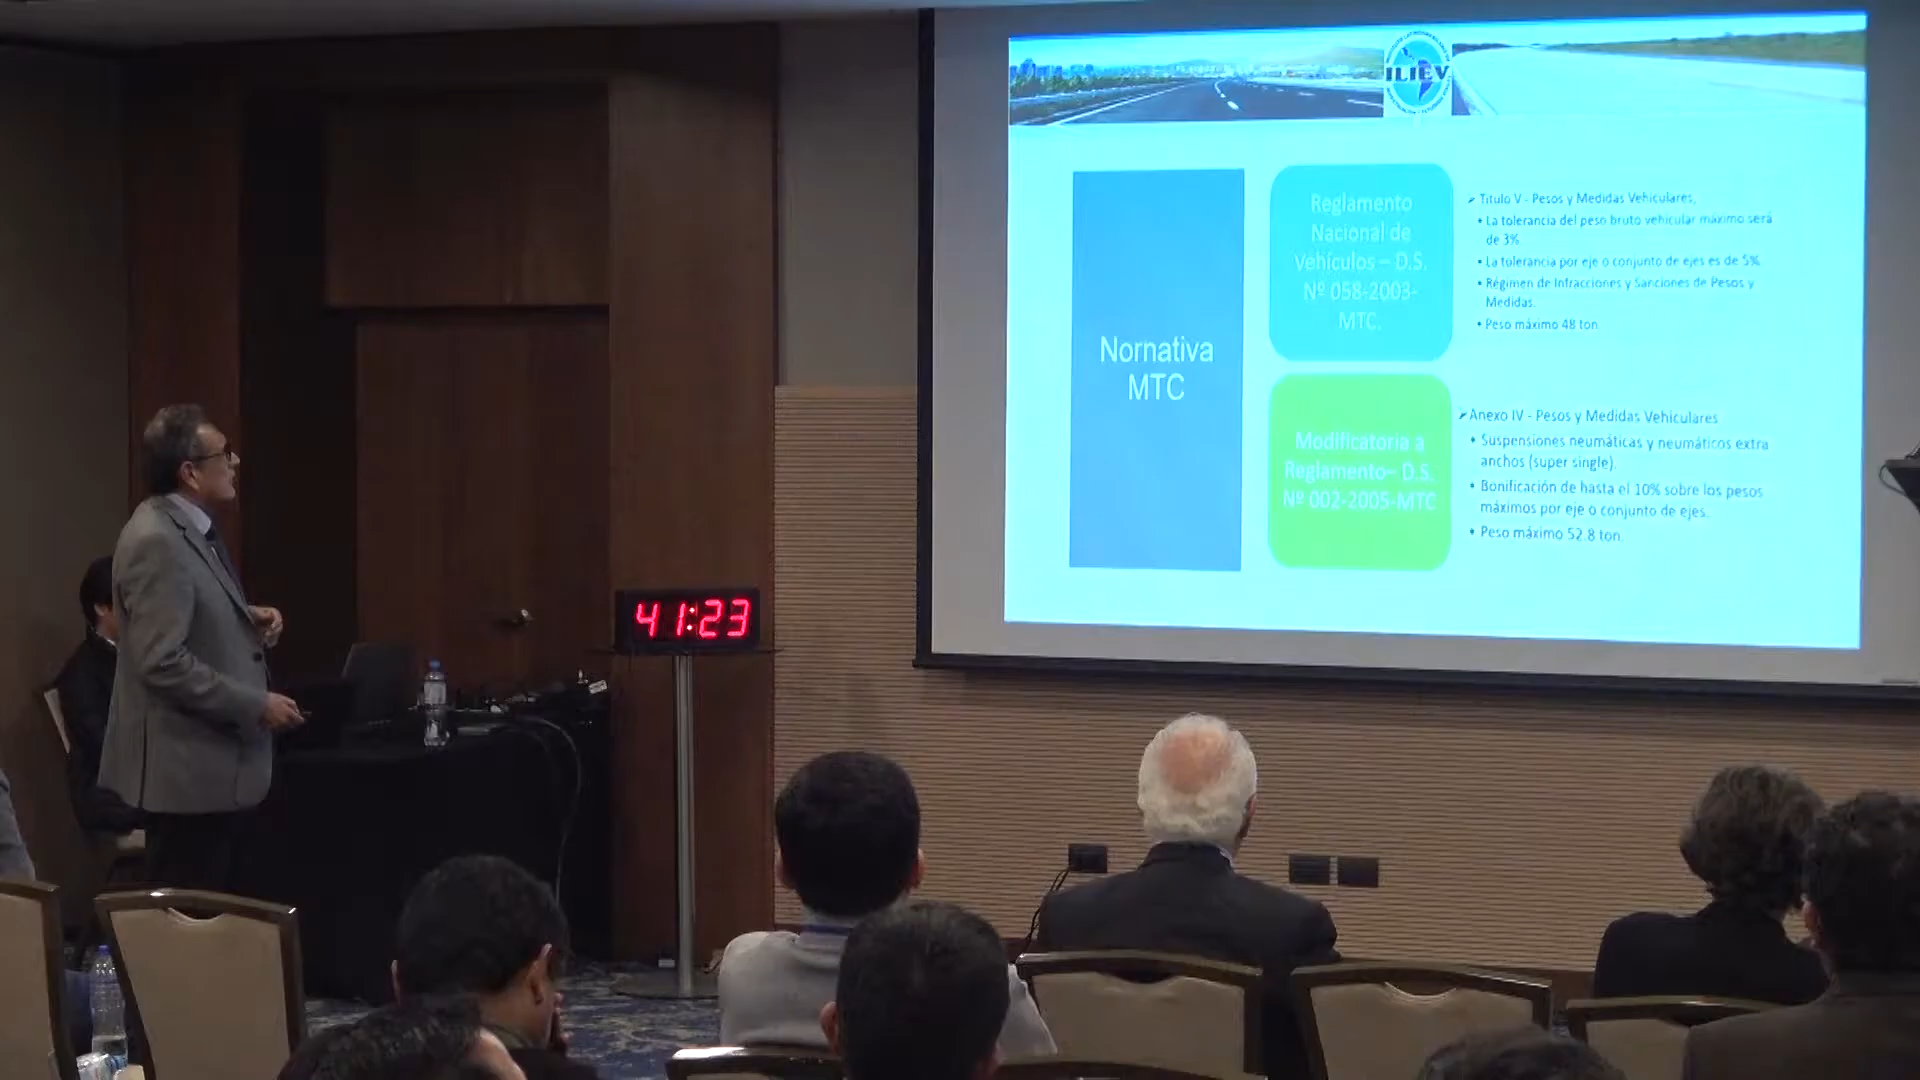 ILIEV
Nornativa
MTC
Reglamento
Nacional de
Vehículos – D.S.
Nº 058-2003-
MTC.
➢ Título V - Pesos y Medidas Vehiculares.
• La tolerancia del peso bruto vehicular máximo será
de 3%.
• La tolerancia por eje o conjunto de ejes es de 5%
• Régimen de Infracciones y Sanciones de Pesos y
Medidas.
• Peso máximo 48 ton.
Modificatoria a
Reglamento– D.S.
Nº 002-2005-MTC
➢ Anexo IV - Pesos y Medidas Vehiculares
• Suspensiones neumáticas y neumáticos extra
anchos (super single).
• Bonificación de hasta el 10% sobre los pesos
máximos por eje o conjunto de ejes.
• Peso máximo 52.8 ton.
41:23